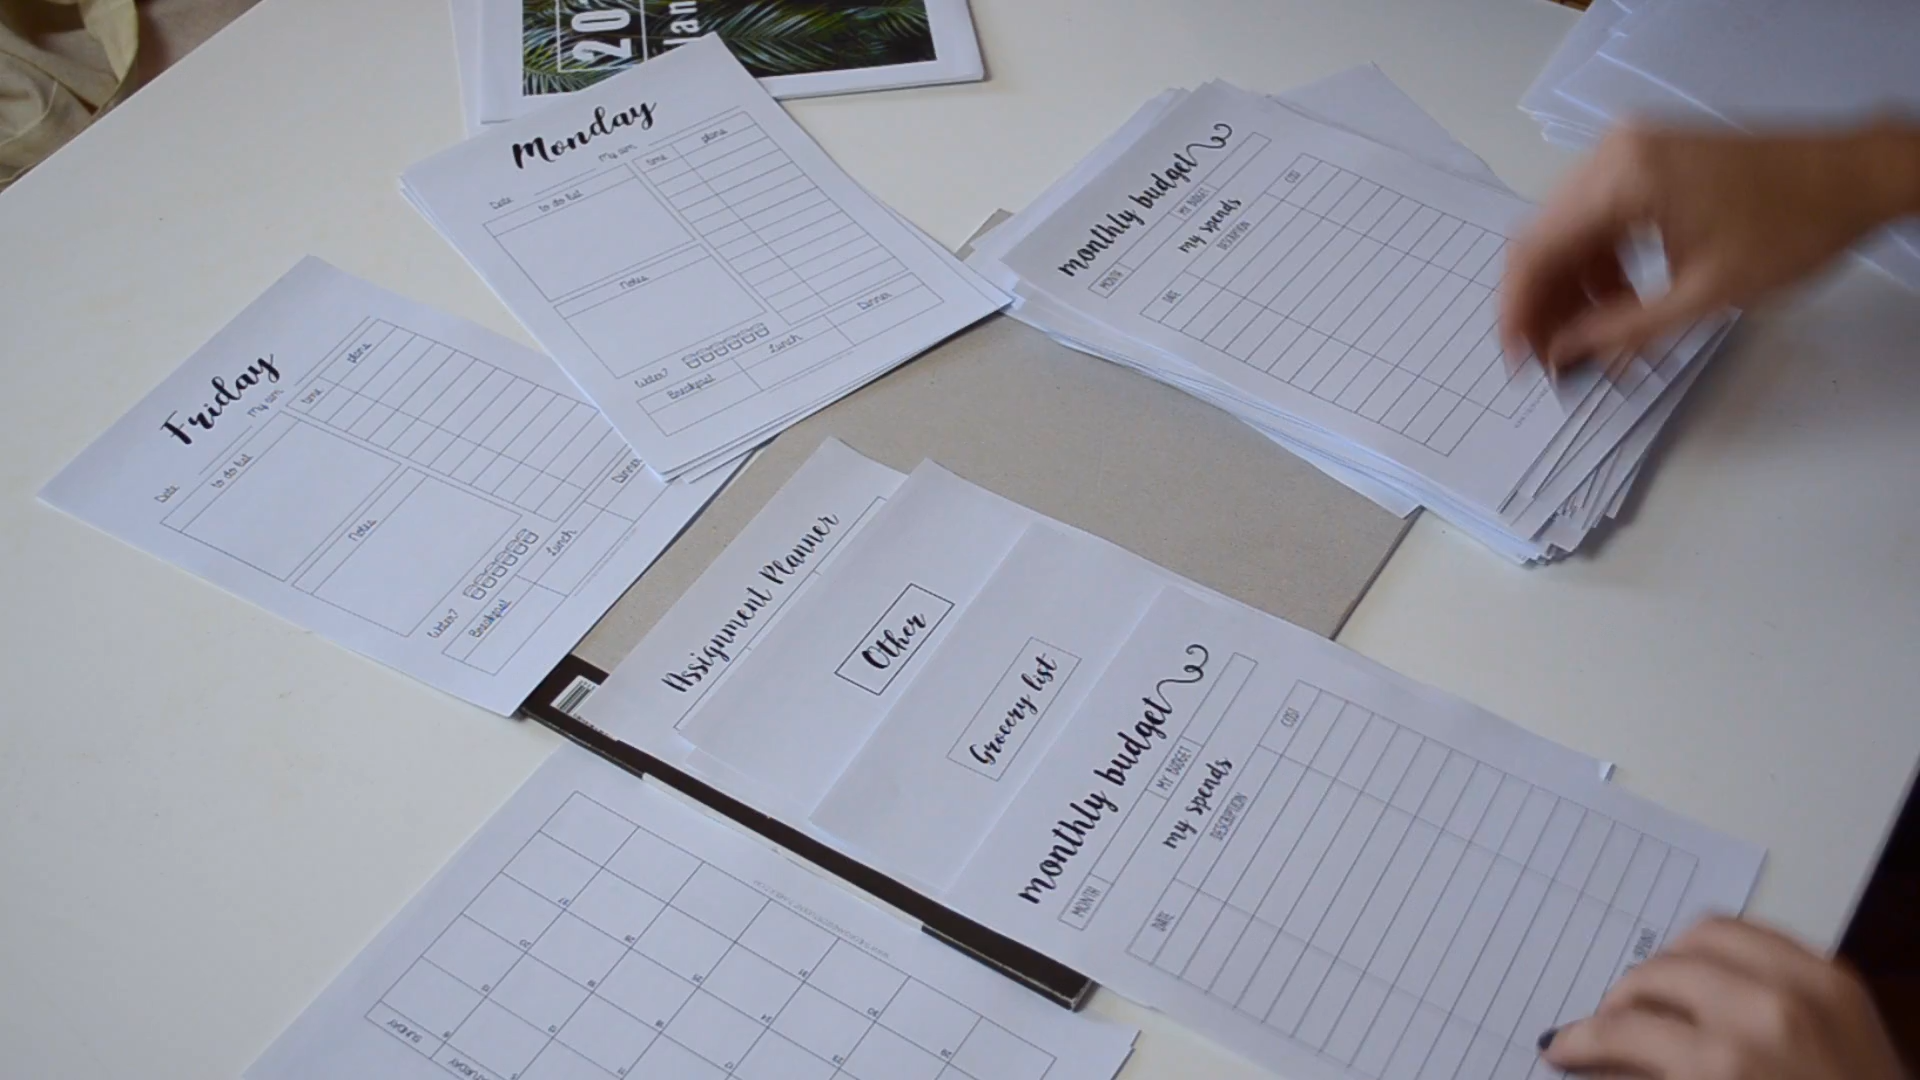 20
Monday
My aim
time
plans
Date
to do list
Notes
Water?
Breakfast
Lunch
Dinner
Friday
My aim
time
plans
Date
to do list
Notes
Water?
Breakfast
Lunch
Dinner
monthly budget
MONTH
MY BUDGET
my spends
DATE
DESCRIPTION
COST
Assignment Planner
Other
Grocery list
monthly budget
MONTH
MY BUDGET
my spends
DATE
DESCRIPTION
COST
SUNDAY